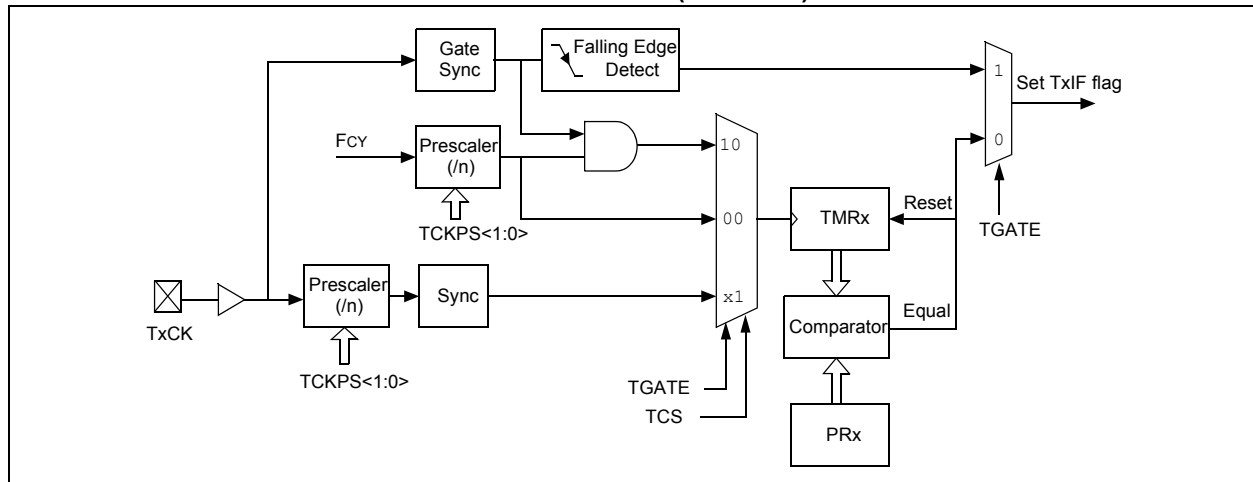 Gate
Sync
Falling Edge
Detect
1
Set TxIF flag
0
FCY
Prescaler
(/n)
10
00
TCKPS<1:0>
TMRx
Reset
TGATE
Prescaler
(/n)
Sync
x1
TxCK
Comparator
Equal
TCKPS<1:0>
TGATE
TCS
PRx